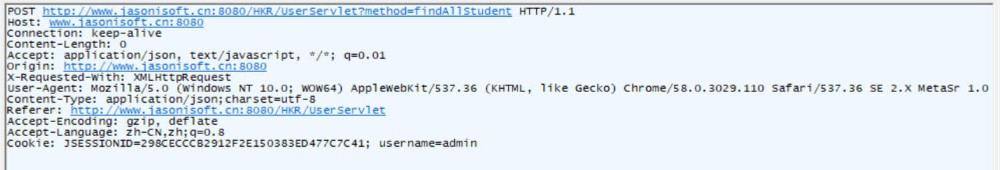 POST http://www.jasonisoft.cn:8080/HKR/UserServlet?method=findAllStudent HTTP/1.1
Host: www.jasonisoft.cn:8080
Connection: keep-alive
Content-Length: 0
Accept: application/json, text/javascript, */*; q=0.01
Origin: http://www.jasonisoft.cn:8080
X-Requested-With: XMLHttpRequest
User-Agent: Mozilla/5.0 (Windows NT 10.0; WOW64) AppleWebKit/537.36 (KHTML, like Gecko) Chrome/58.0.3029.110 Safari/537.36 SE 2.X MetaSr 1.0
Content-Type: application/json;charset=utf-8
Referer: http://www.jasonisoft.cn:8080/HKR/UserServlet
Accept-Encoding: gzip, deflate
Accept-Language: zh-CN,zh;q=0.8
Cookie: JSESSIONID=298CECCCB2912F2E150383ED477C7C41; username=admin